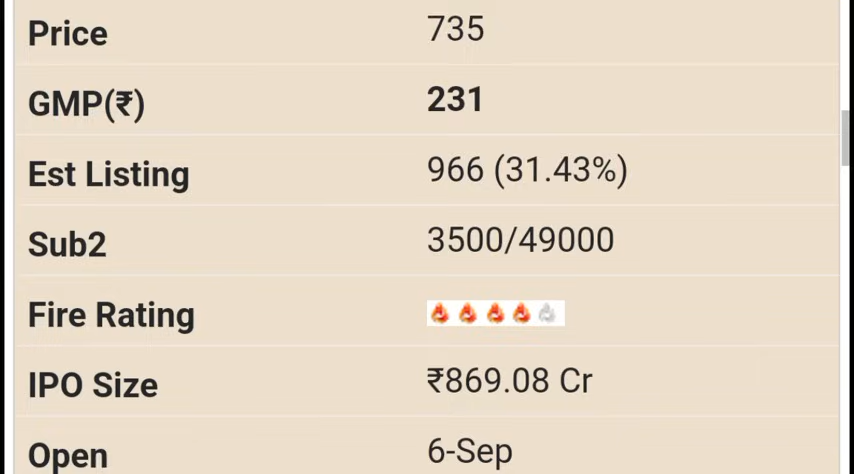 Price 735
GMP(₹) 231
Est Listing 966 (31.43%)
Sub2 3500/49000
Fire Rating
IPO Size ₹869.08 Cr
Open 6-Sep